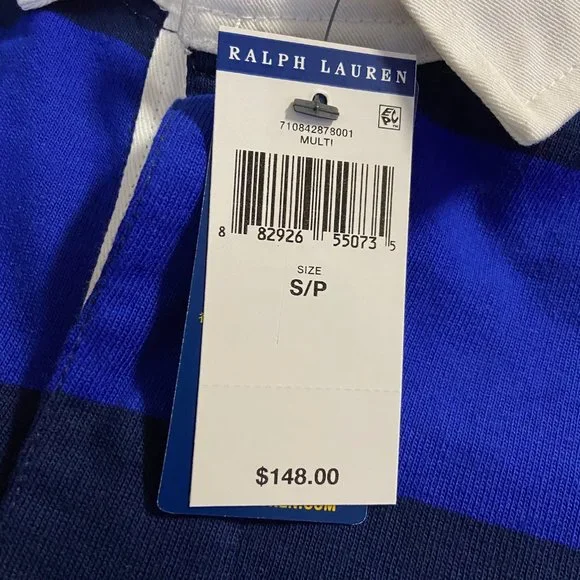 RALPH LAUREN
710842878001
MULTI
8 82926 55073 5
SIZE
S/P
$148.00